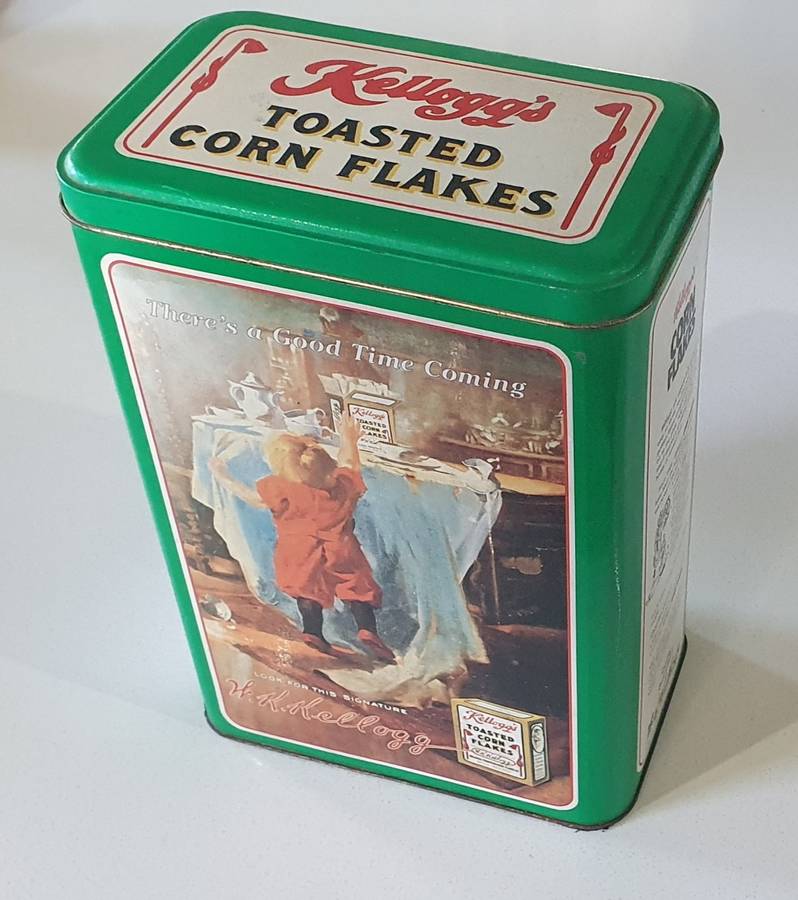 Kellogg's
TOASTED
CORN FLAKES
There's a Good Time Coming
Kellogg's
TOASTED
CORN
FLAKES
LOOK FOR THIS SIGNATURE
W.K.Kellogg
Kellogg's
TOASTED
CORN
FLAKES
Kellogg's
CORN
FLAKES